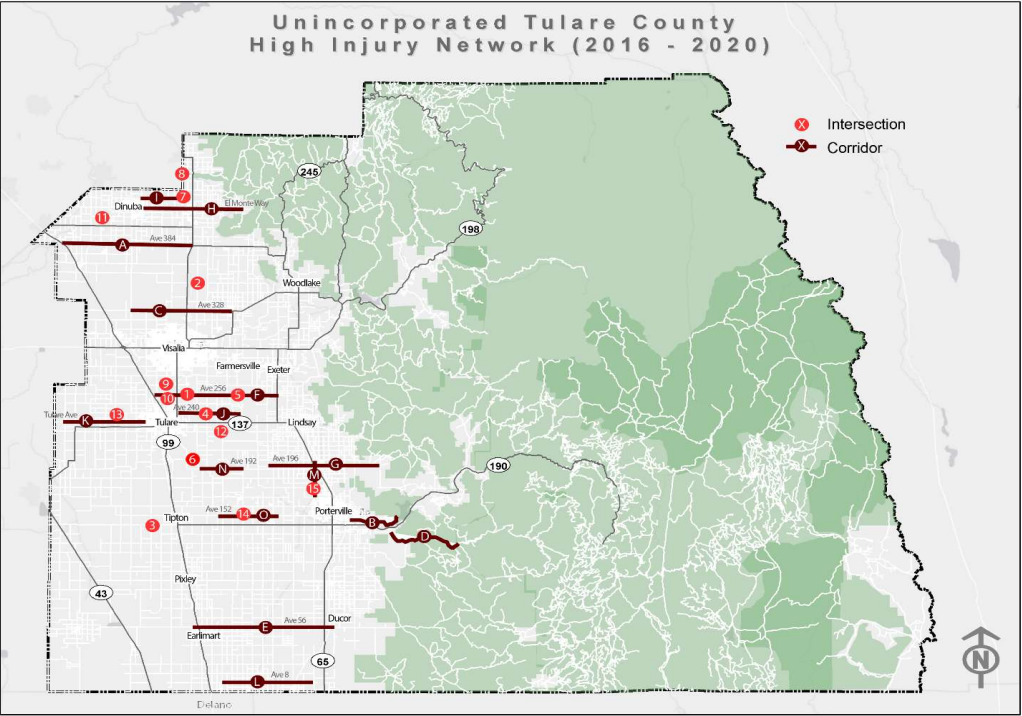 Unincorporated Tulare County
High Injury Network (2016 - 2020)
X Intersection
X Corridor
8
245
I 7
Dinuba H El Monte Way
11
198
A Ave 384
2
Woodlake
C Ave 328
Visalia
Farmersville
Exeter
9
10 1 Ave 256 5 F
Ave 240 4 J
Tulare Ave K 13
Tulare 137 Lindsay
12
99
6 Ave 192 N
Ave 196 G
M
190
15
Ave 152 14 O
Porterville
Tipton
3
B
D
Pixley
43
Ave 56
E
Ducor
Earlimart
65
Ave 8
L
N
Delano